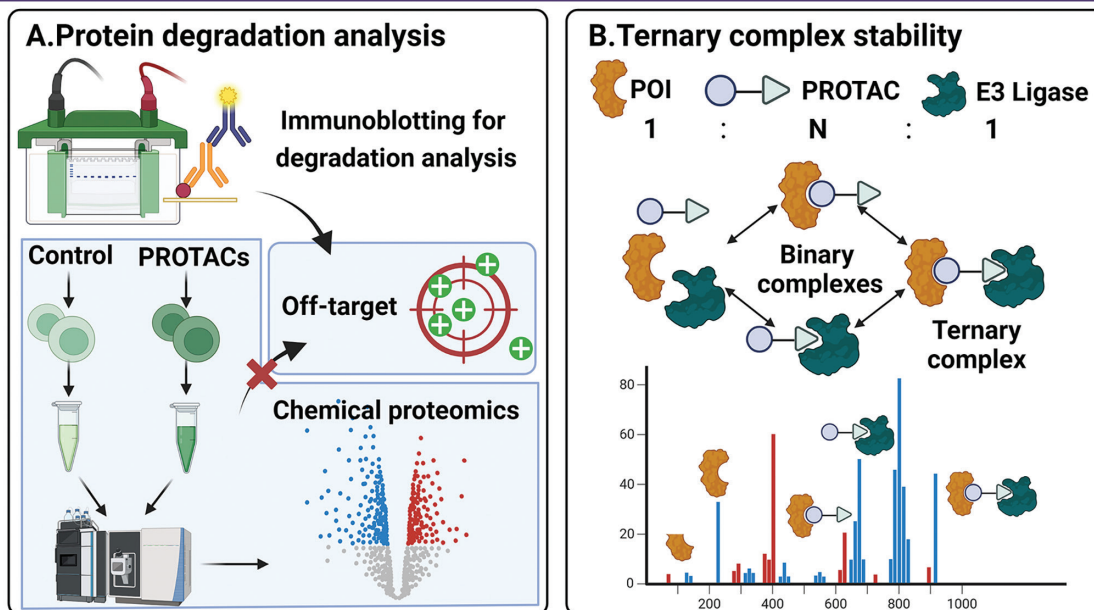 A.Protein degradation analysis
Immunoblotting for
degradation analysis
Control
PROTACs
Off-target
Chemical proteomics
B.Ternary complex stability
POI
PROTAC
E3 Ligase
1 : N : 1
Binary
complexes
Ternary
complex
80
60
40
20
0
200 400 600 800 1000